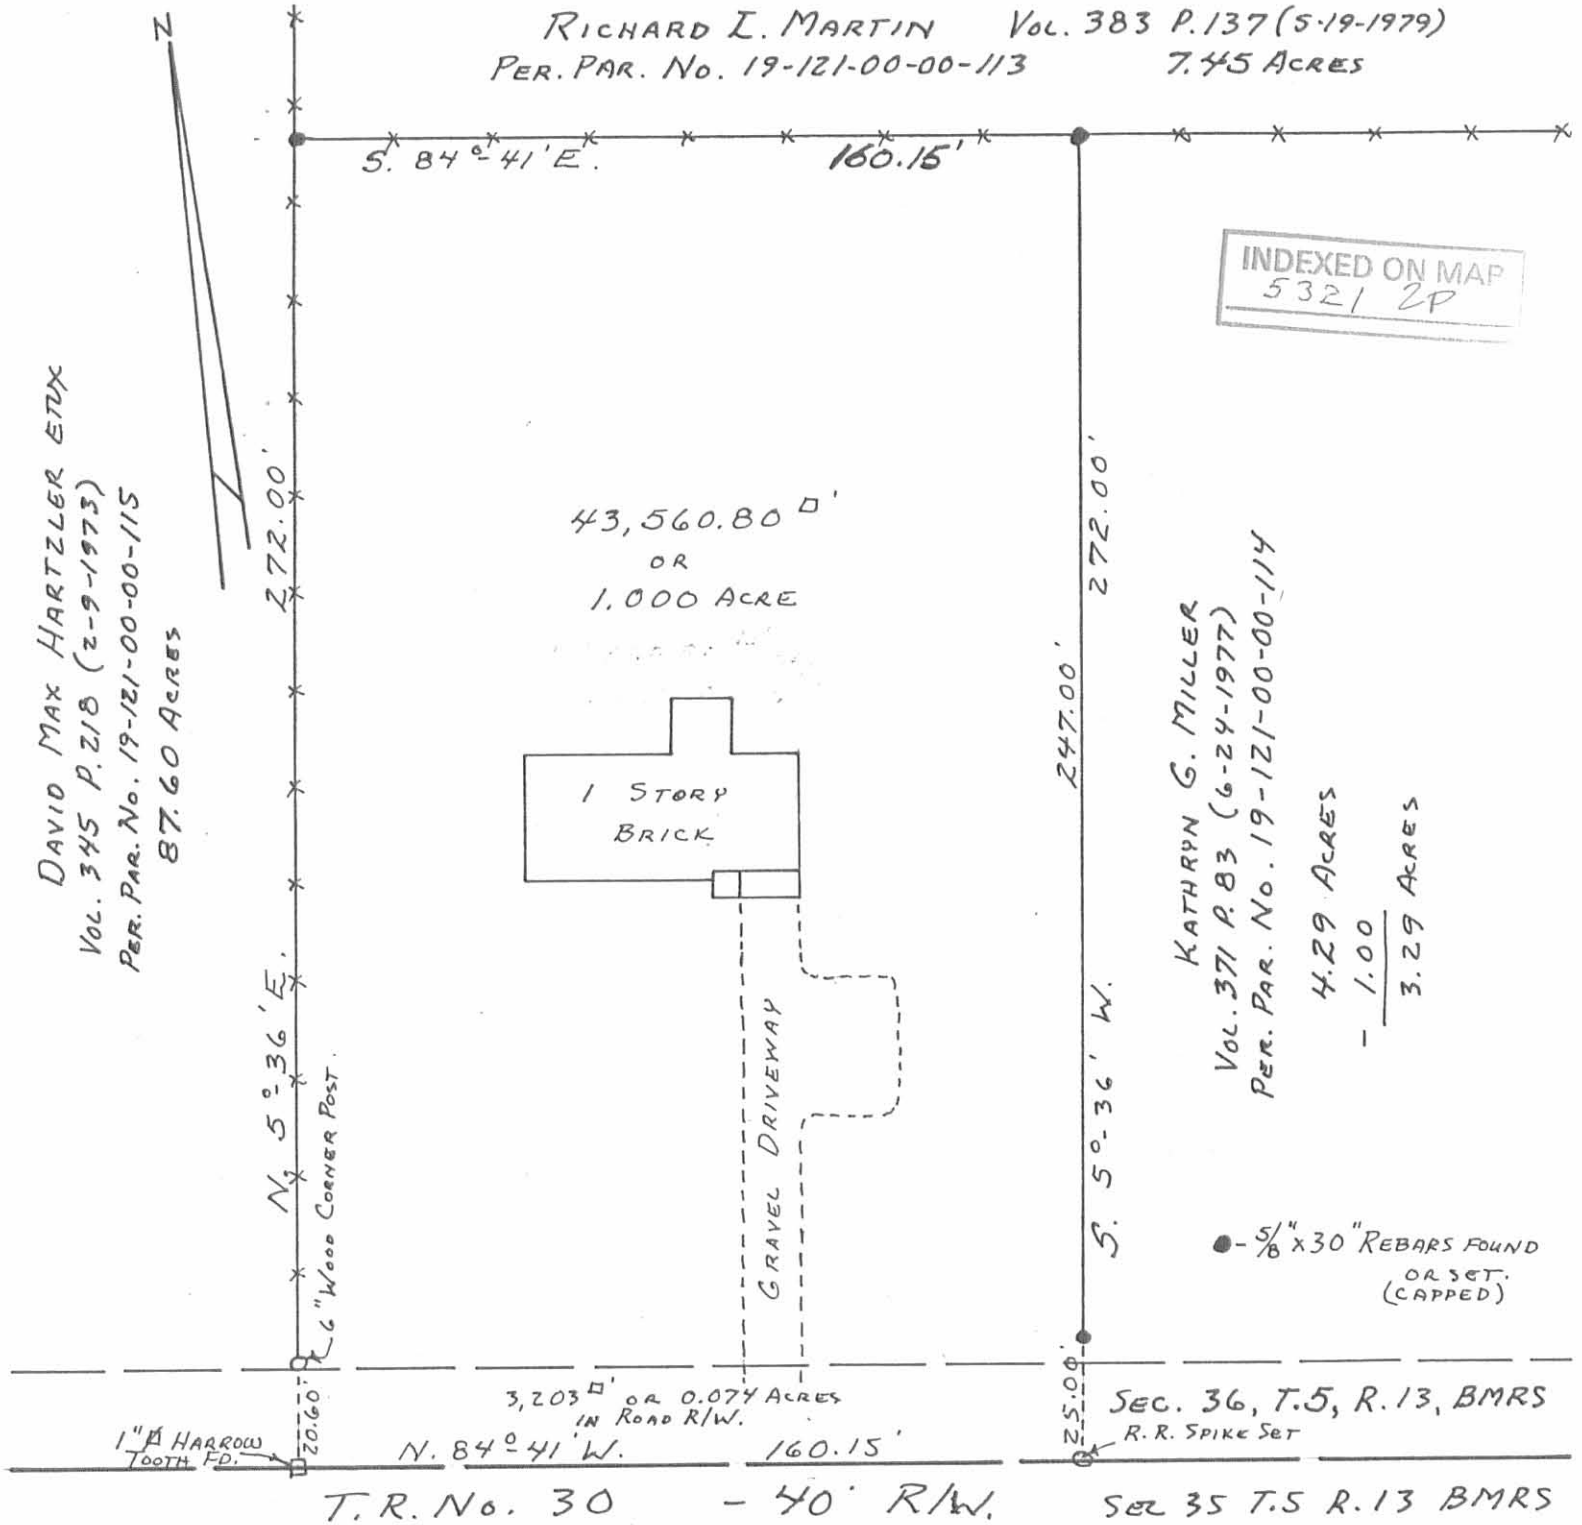 N
RICHARD I. MARTIN VOL. 383 P.137 (5-19-1979)
PER. PAR. No. 19-121-00-00-113 7.45 ACRES
S. 84°-41'E. 160.15'
INDEXED ON MAP
5321 2P
DAVID MAX HARTZLER ETUX
VOL. 345 P.218 (2-9-1973)
PER. PAR. No. 19-121-00-00-115
87.60 ACRES
N. 5°-36'E. 272.00'
43,560.80 □'
OR
1.000 ACRE
1 STORY
BRICK
GRAVEL DRIVEWAY
247.00'
S. 5°-36' W. 272.00'
KATHRYN G. MILLER
VOL. 371 P. 83 (6-24-1977)
PER. PAR. No. 19-121-00-00-114
4.29 ACRES
- 1.00
3.29 ACRES
6" WOOD CORNER POST.
●- 5/8" x 30" REBARS FOUND
OR SET.
(CAPPED)
20.60'
3,203 □' OR 0.074 ACRES
IN ROAD R/W.
25.00'
SEC. 36, T.5, R.13, BMRS
R.R. SPIKE SET
1" HARROW
TOOTH FD.
N. 84°-41'W. 160.15'
T.R. No. 30 - 40' R/W.
SEC 35 T.5 R.13 BMRS